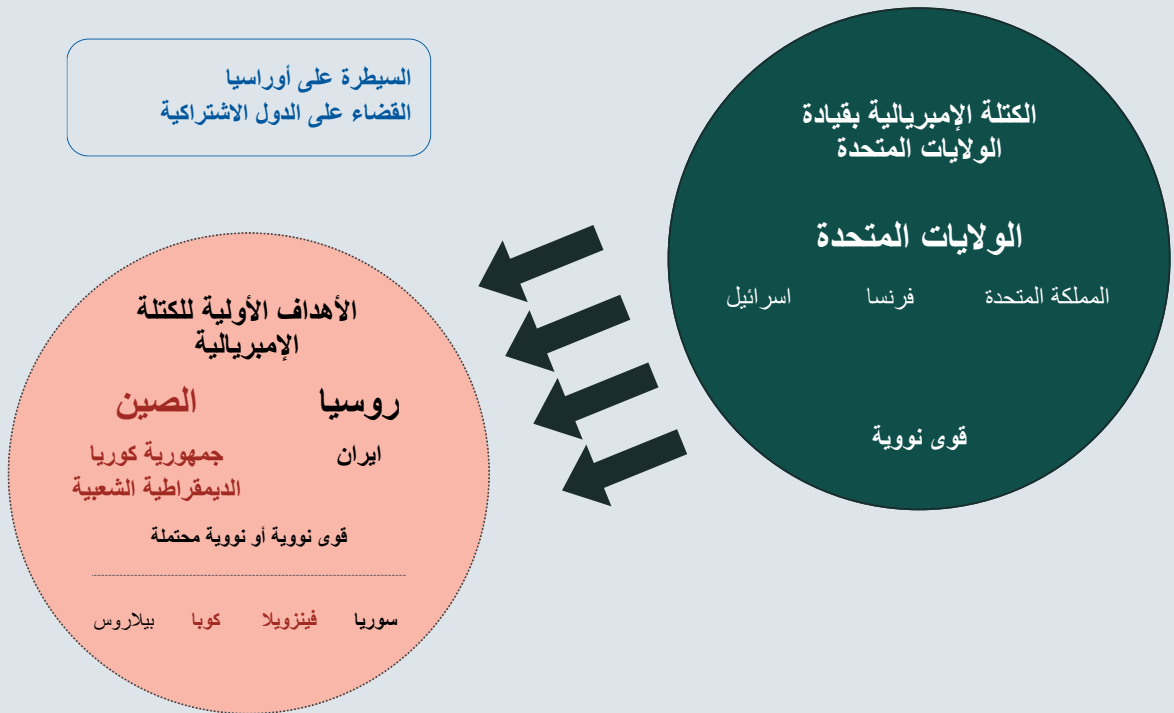 السيطرة على أوراسيا
القضاء على الدول الاشتراكية
الكتلة الإمبريالية بقيادة
الولايات المتحدة
الولايات المتحدة
المملكة المتحدة فرنسا اسرائيل
قوى نووية
الأهداف الأولية للكتلة
الإمبريالية
روسيا الصين
ايران جمهورية كوريا
الديمقراطية الشعبية
قوى نووية أو نووية محتملة
سوريا فينزويلا كوبا بيلاروس